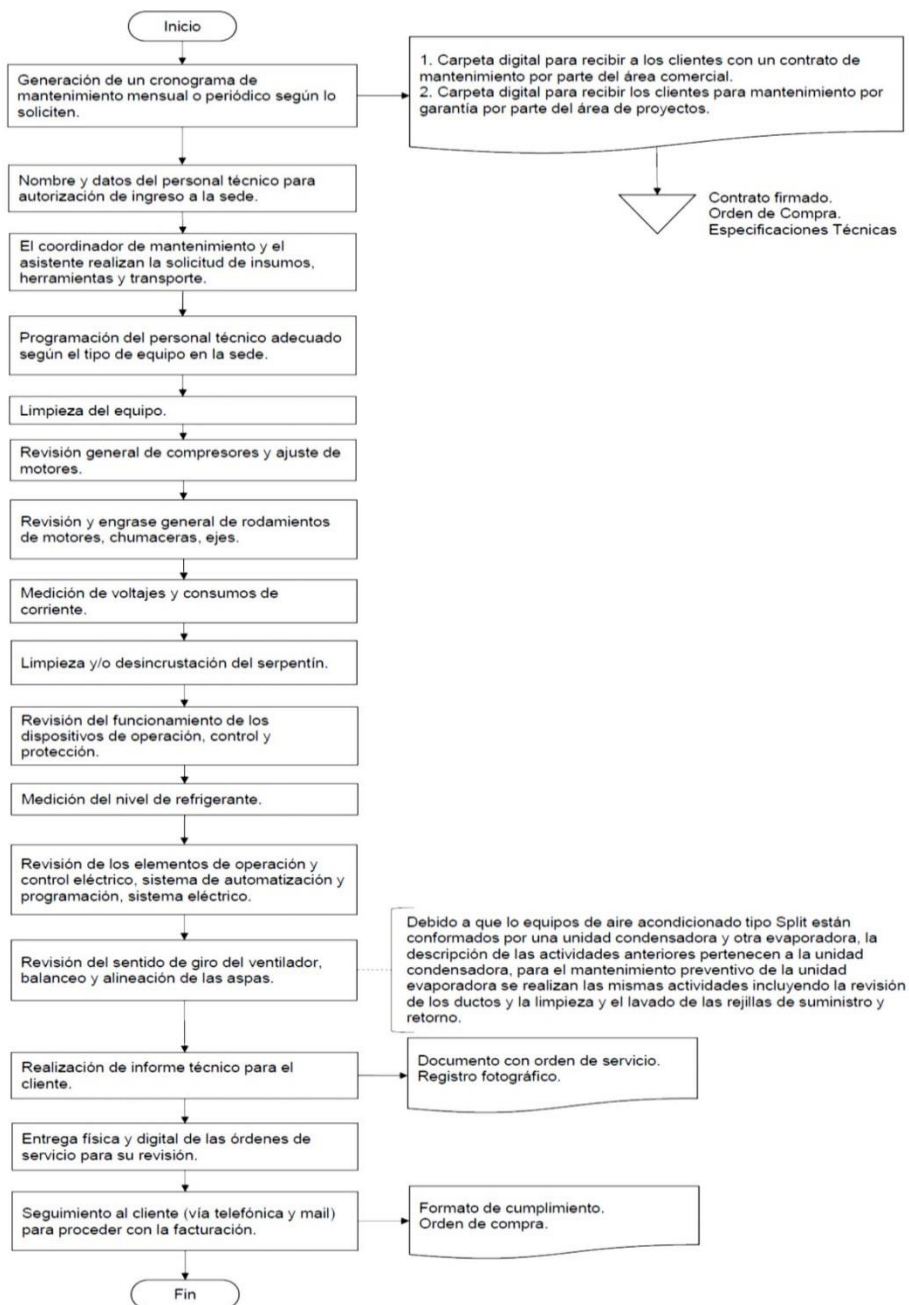 Inicio
Generación de un cronograma de
mantenimiento mensual o periódico según lo
soliciten.
1. Carpeta digital para recibir a los clientes con un contrato de
mantenimiento por parte del área comercial.
2. Carpeta digital para recibir los clientes para mantenimiento por
garantía por parte del área de proyectos.
Contrato firmado.
Orden de Compra.
Especificaciones Técnicas
Nombre y datos del personal técnico para
autorización de ingreso a la sede.
El coordinador de mantenimiento y el
asistente realizan la solicitud de insumos,
herramientas y transporte.
Programación del personal técnico adecuado
según el tipo de equipo en la sede.
Limpieza del equipo.
Revisión general de compresores y ajuste de
motores.
Revisión y engrase general de rodamientos
de motores, chumaceras, ejes.
Medición de voltajes y consumos de
corriente.
Limpieza y/o desincrustación del serpentín.
Revisión del funcionamiento de los
dispositivos de operación, control y
protección.
Medición del nivel de refrigerante.
Revisión de los elementos de operación y
control eléctrico, sistema de automatización y
programación, sistema eléctrico.
Revisión del sentido de giro del ventilador,
balanceo y alineación de las aspas.
Debido a que lo equipos de aire acondicionado tipo Split están
conformados por una unidad condensadora y otra evaporadora, la
descripción de las actividades anteriores pertenecen a la unidad
condensadora, para el mantenimiento preventivo de la unidad
evaporadora se realizan las mismas actividades incluyendo la revisión
de los ductos y la limpieza y el lavado de las rejillas de suministro y
retorno.
Realización de informe técnico para el
cliente.
Documento con orden de servicio.
Registro fotográfico.
Entrega física y digital de las órdenes de
servicio para su revisión.
Seguimiento al cliente (vía telefónica y mail)
para proceder con la facturación.
Formato de cumplimiento.
Orden de compra.
Fin